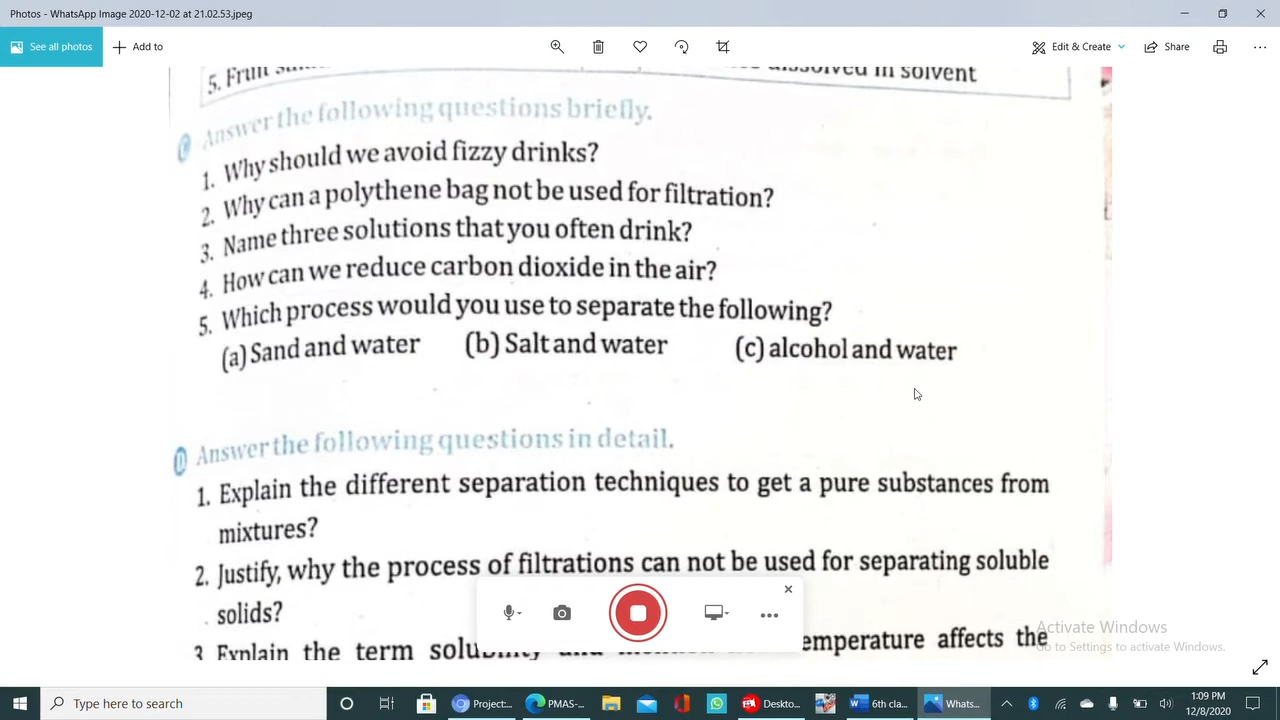 Photos - WhatsApp Image 2020-12-02 at 21.02.53.jpeg
See all photos
Add to
Edit & Create
Share
5. Fruit
dissolved in solvent
C Answer the following questions briefly.
1. Why should we avoid fizzy drinks?
2. Why can a polythene bag not be used for filtration?
3. Name three solutions that you often drink?
4. How can we reduce carbon dioxide in the air?
5. Which process would you use to separate the following?
(a) Sand and water (b) Salt and water (c) alcohol and water
D Answer the following questions in detail.
1. Explain the different separation techniques to get a pure substances from
mixtures?
2. Justify, why the process of filtrations can not be used for separating soluble
solids?
3 Explain the term solubility and mention temperature affects the
Activate Windows
Go to Settings to activate Windows.
Type here to search
Project...
PMAS-...
Deskto...
6th cla...
Whats...
1:09 PM
12/8/2020